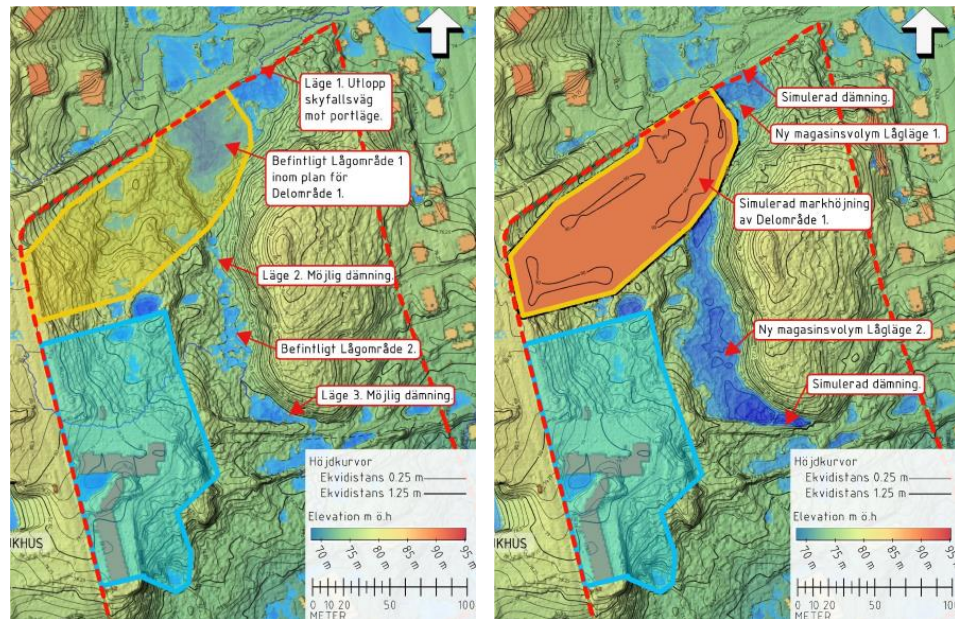 Läge 1. Utlopp
skyfallsväg
mot portläge.
Befintligt Lågområde 1
inom plan för
Delområde 1.
Läge 2. Möjlig dämning.
Befintligt Lågområde 2.
Läge 3. Möjlig dämning.
Höjdkurvor
Ekvidistans 0.25 m
Ekvidistans 1.25 m
Elevation m ö.h
70 m
75 m
80 m
85 m
90 m
95 m
0 10 20 50 100
METER
JKHUS
Simulerad dämning.
Ny magasinsvolym Lågläge 1.
Simulerad markhöjning
av Delområde 1.
Ny magasinsvolym Lågläge 2.
Simulerad dämning.
Höjdkurvor
Ekvidistans 0.25 m
Ekvidistans 1.25 m
Elevation m ö.h
70 m
75 m
80 m
85 m
90 m
95 m
0 10 20 50 100
METER
JKHUS